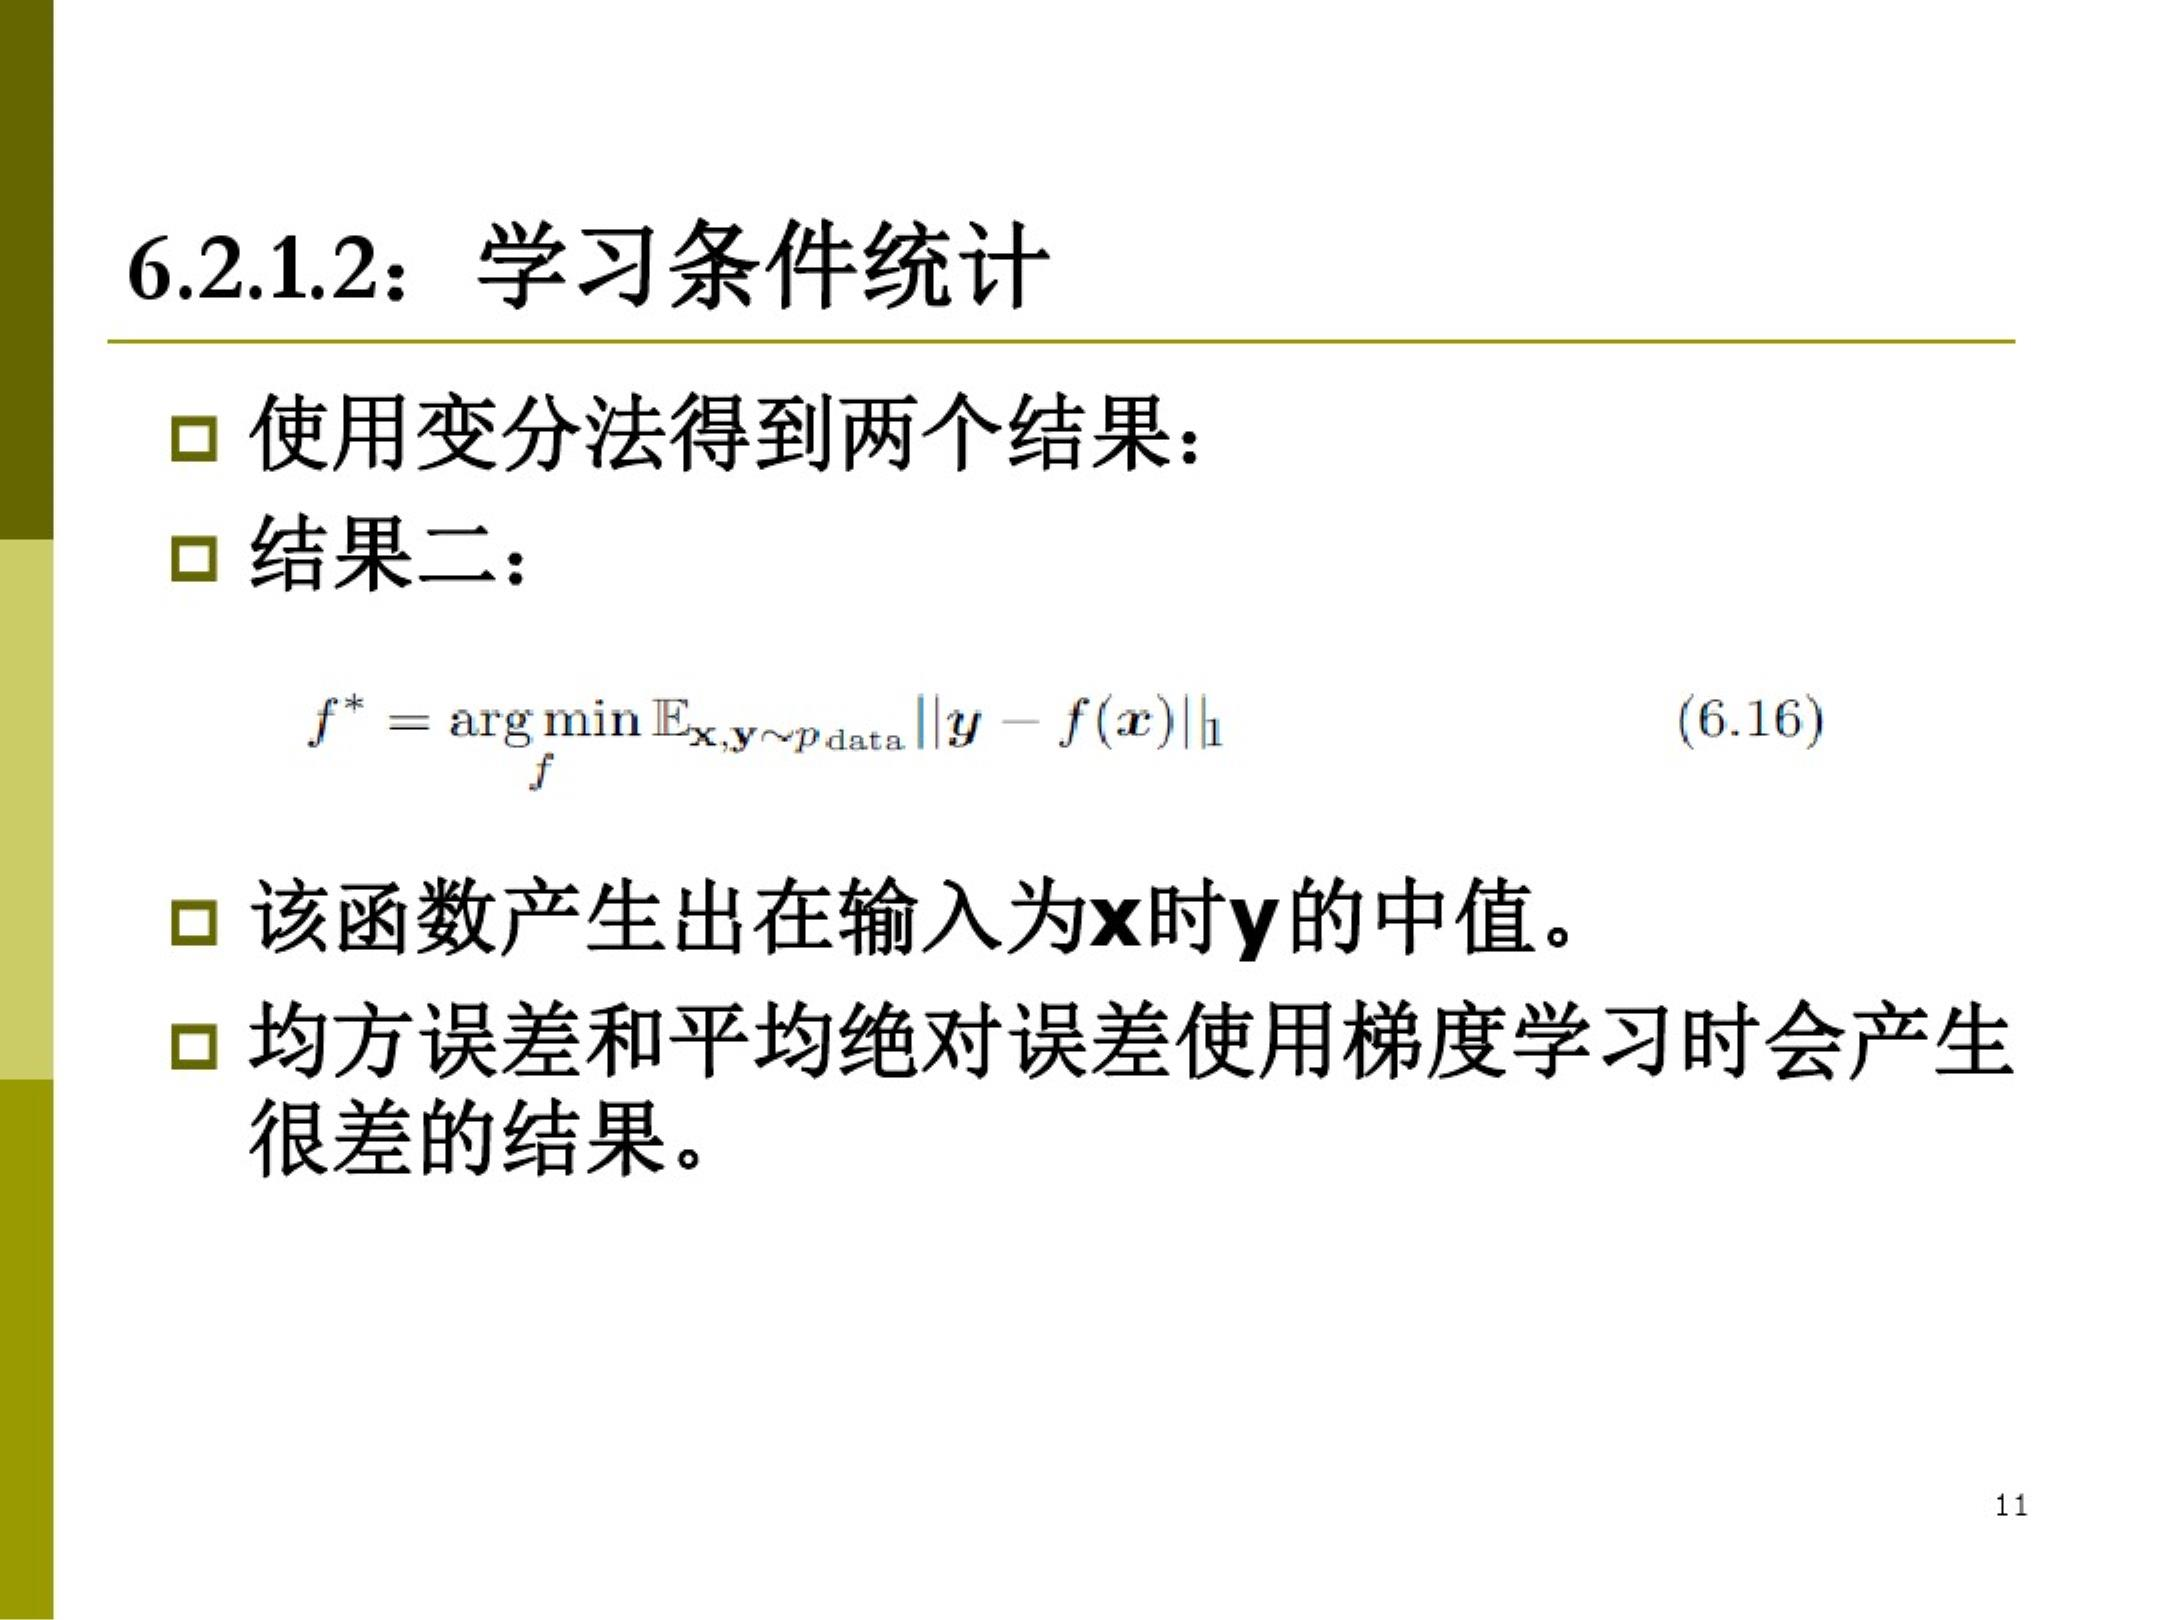 6.2.1.2：学习条件统计
使用变分法得到两个结果：
结果二：
f* = arg min_f 𝔼_{x,y∼p_data} ||y − f(x)||_1 (6.16)
该函数产生出在输入为x时y的中值。
均方误差和平均绝对误差使用梯度学习时会产生
很差的结果。
11